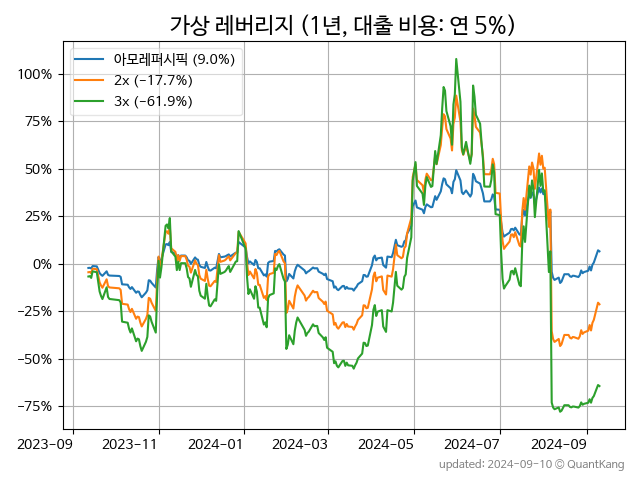 가상 레버리지 (1년, 대출 비용: 연 5%)
아모레퍼시픽 (9.0%)
2x (-17.7%)
3x (-61.9%)
100%
75%
50%
25%
0%
−25%
−50%
−75%
2023-09 2023-11 2024-01 2024-03 2024-05 2024-07 2024-09
updated: 2024-09-10 @ QuantKang